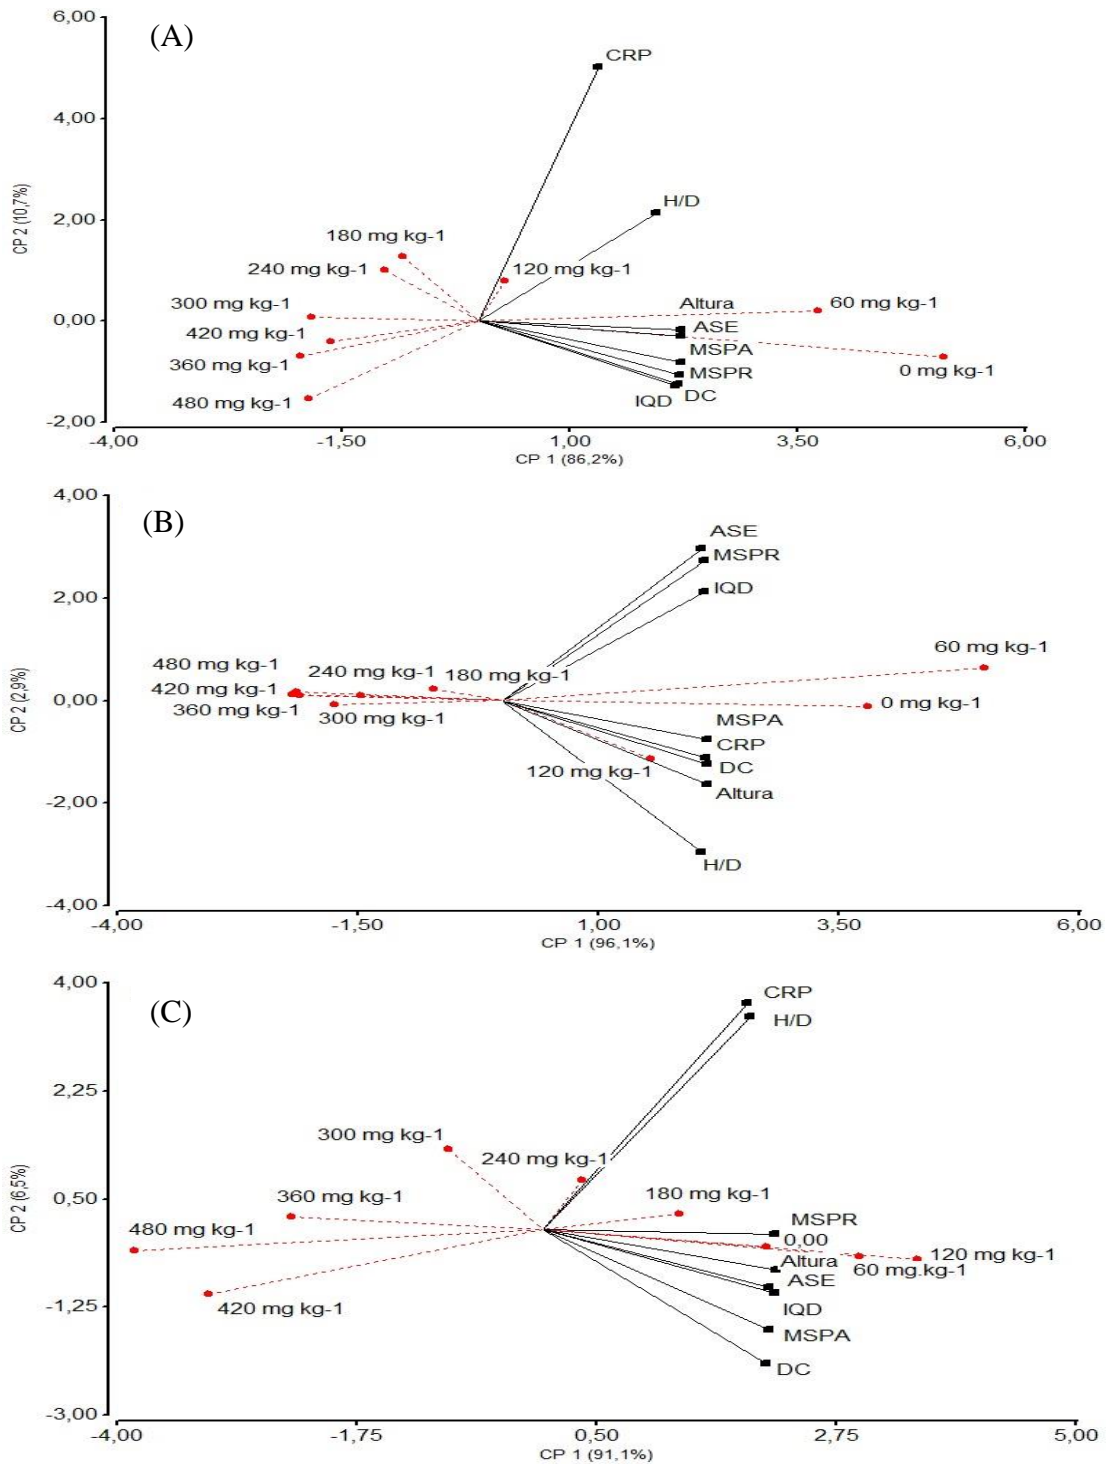 6,00
(A)
CRP
4,00
CP 2 (10,7%)
H/D
2,00
180 mg kg-1
240 mg kg-1
120 mg kg-1
300 mg kg-1
Altura
60 mg kg-1
0,00
420 mg kg-1
ASE
MSPA
360 mg kg-1
MSPR
0 mg kg-1
480 mg kg-1
IQD
DC
-2,00
-4,00
-1,50
1,00
3,50
6,00
CP 1 (86,2%)
4,00
(B)
ASE
MSPR
2,00
IQD
CP 2 (2,9%)
480 mg kg-1
240 mg kg-1
180 mg kg-1
60 mg kg-1
420 mg kg-1
0,00
360 mg kg-1
300 mg kg-1
0 mg kg-1
MSPA
CRP
120 mg kg-1
DC
Altura
-2,00
H/D
-4,00
-4,00
-1,50
1,00
3,50
6,00
CP 1 (96,1%)
4,00
(C)
CRP
H/D
2,25
CP 2 (6,5%)
300 mg kg-1
240 mg kg-1
0,50
360 mg kg-1
180 mg kg-1
480 mg kg-1
MSPR
0,00
120 mg kg-1
Altura
60 mg.kg-1
ASE
-1,25
420 mg kg-1
IQD
MSPA
DC
-3,00
-4,00
-1,75
0,50
2,75
5,00
CP 1 (91,1%)